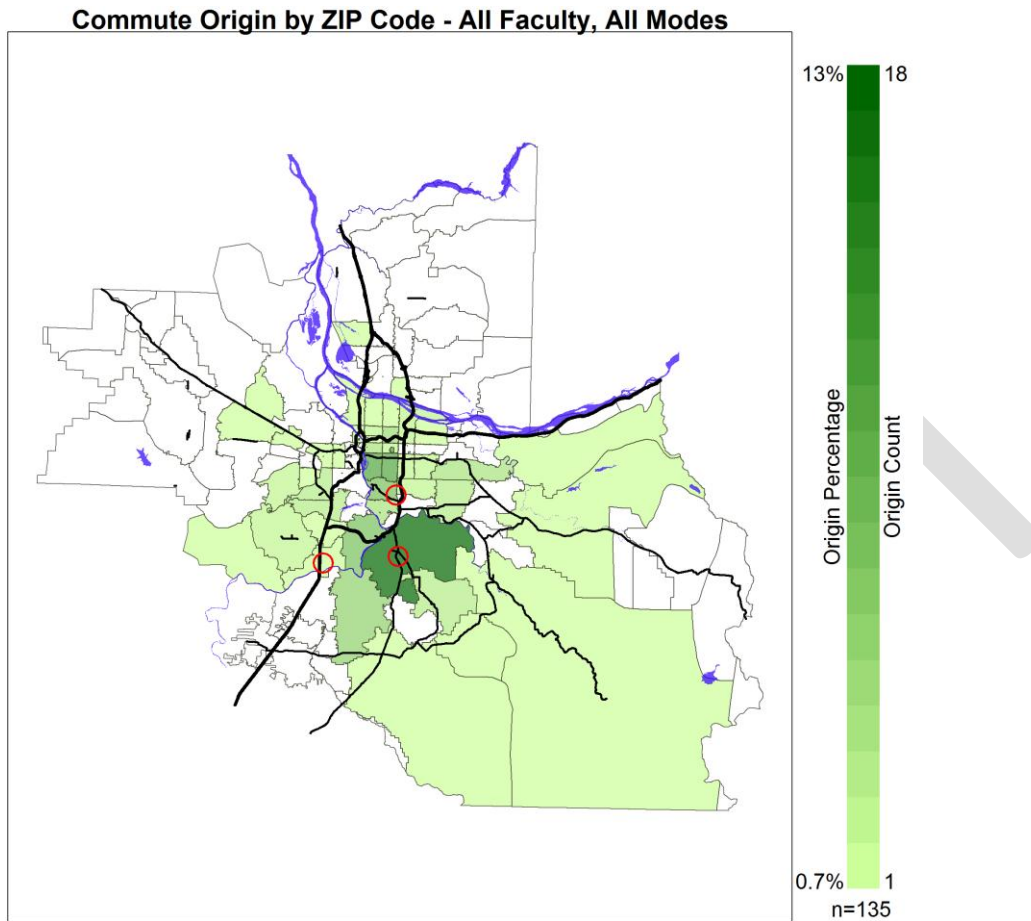 Commute Origin by ZIP Code - All Faculty, All Modes
13% 18
Origin Percentage
Origin Count
0.7% 1
n=135